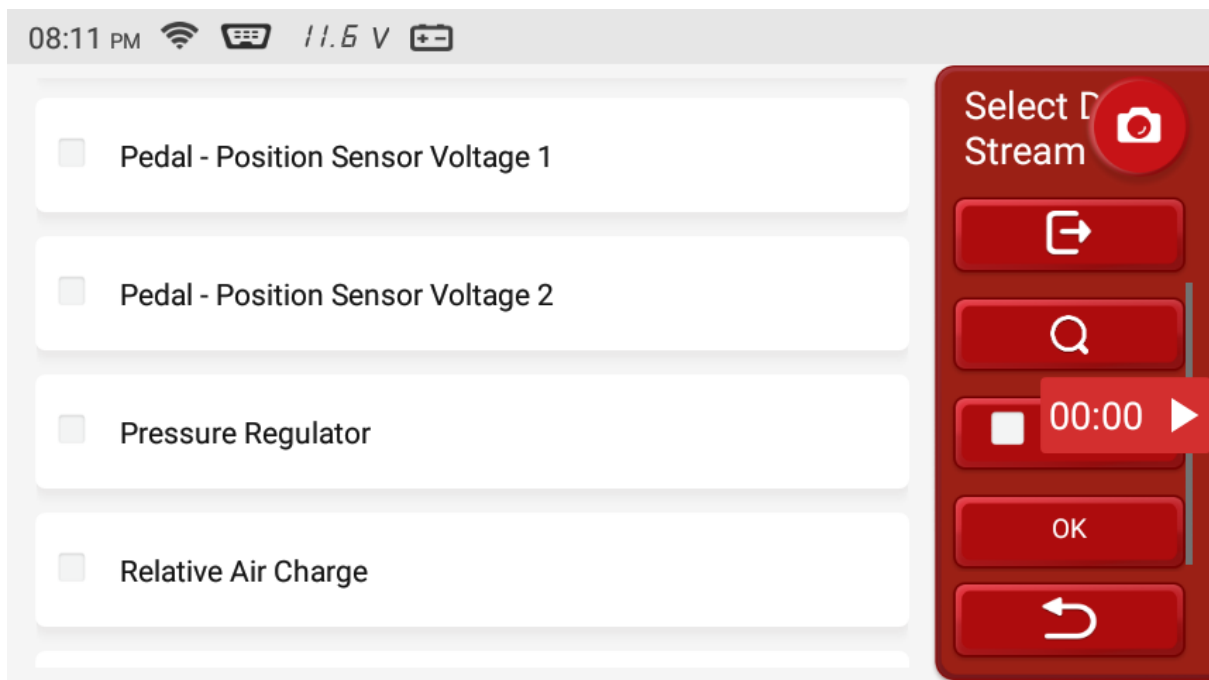 08:11 PM 11.6 V
Pedal - Position Sensor Voltage 1
Pedal - Position Sensor Voltage 2
Pressure Regulator
Relative Air Charge
Select D
Stream
00:00
OK